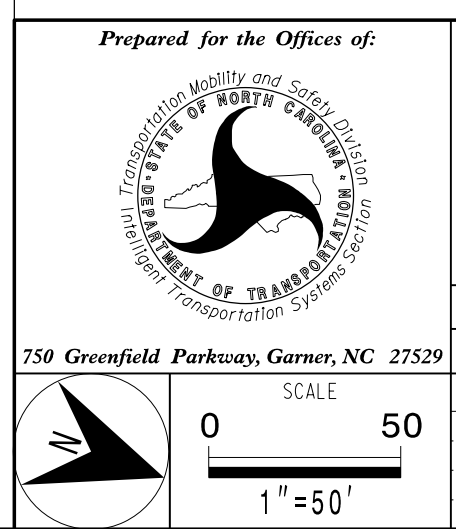 Prepared for the Offices of:
Transportation Mobility and Safety Division
STATE OF NORTH CAROLINA
DEPARTMENT OF TRANSPORTATION
Intelligent Transportation Systems Section
750 Greenfield Parkway, Garner, NC 27529
N
SCALE
0 50
1"=50'